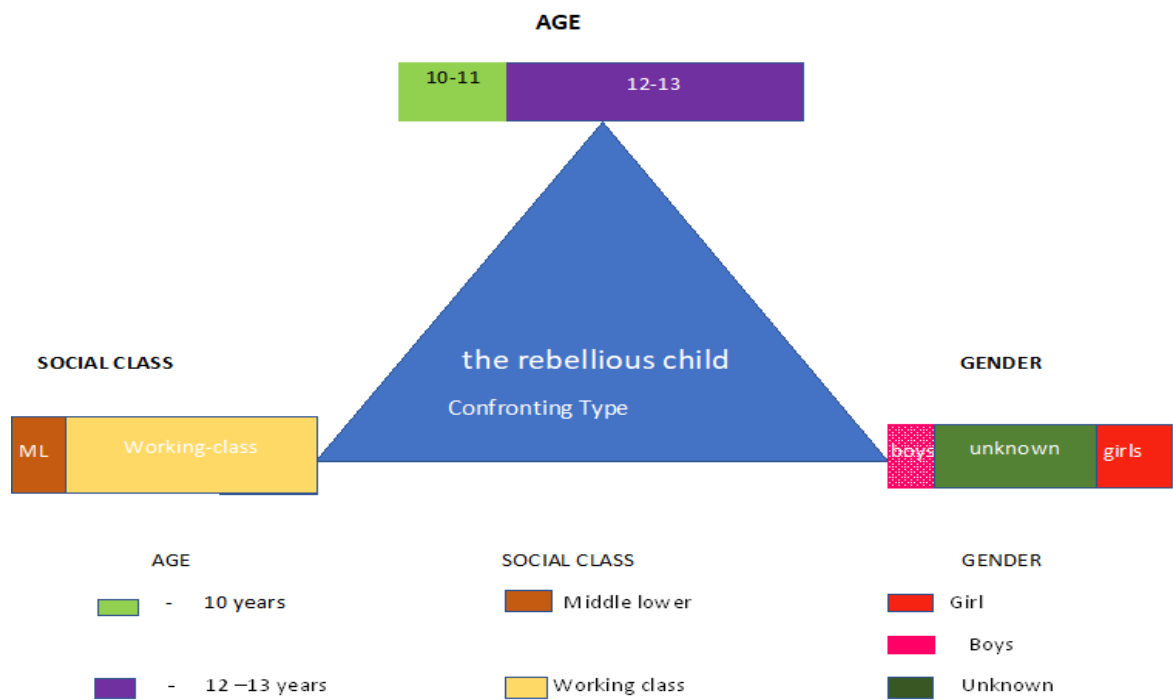 AGE
10-11 12-13
the rebellious child
Confronting Type
SOCIAL CLASS
ML Working-class
GENDER
boys unknown girls
AGE SOCIAL CLASS GENDER
- 10 years Middle lower Girl
Boys
- 12 –13 years Working class Unknown